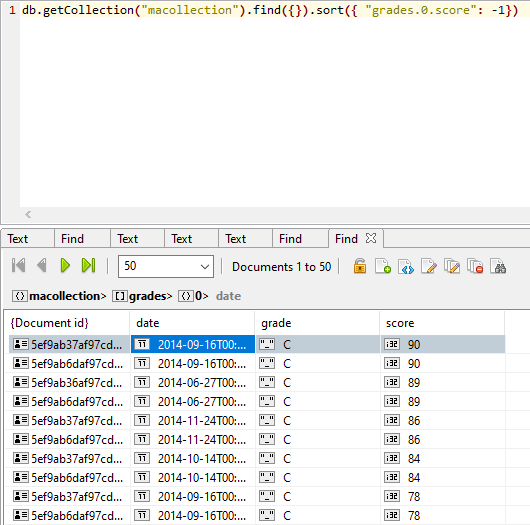 1 db.getCollection("macollection").find({}).sort({ "grades.0.score": -1})
Text Find Text Text Text Find Find
50 Documents 1 to 50
macollection> grades> 0> date
{Document id} date grade score
5ef9ab37af97cd... 2014-09-16T00:... C 90
5ef9ab6daf97cd... 2014-09-16T00:... C 90
5ef9ab36af97cd... 2014-06-27T00:... C 89
5ef9ab6daf97cd... 2014-06-27T00:... C 89
5ef9ab37af97cd... 2014-11-24T00:... C 86
5ef9ab6daf97cd... 2014-11-24T00:... C 86
5ef9ab37af97cd... 2014-10-14T00:... C 84
5ef9ab6daf97cd... 2014-10-14T00:... C 84
5ef9ab37af97cd... 2014-09-16T00:... C 78
5ef9ab6daf97cd... 2014-09-16T00:... C 78